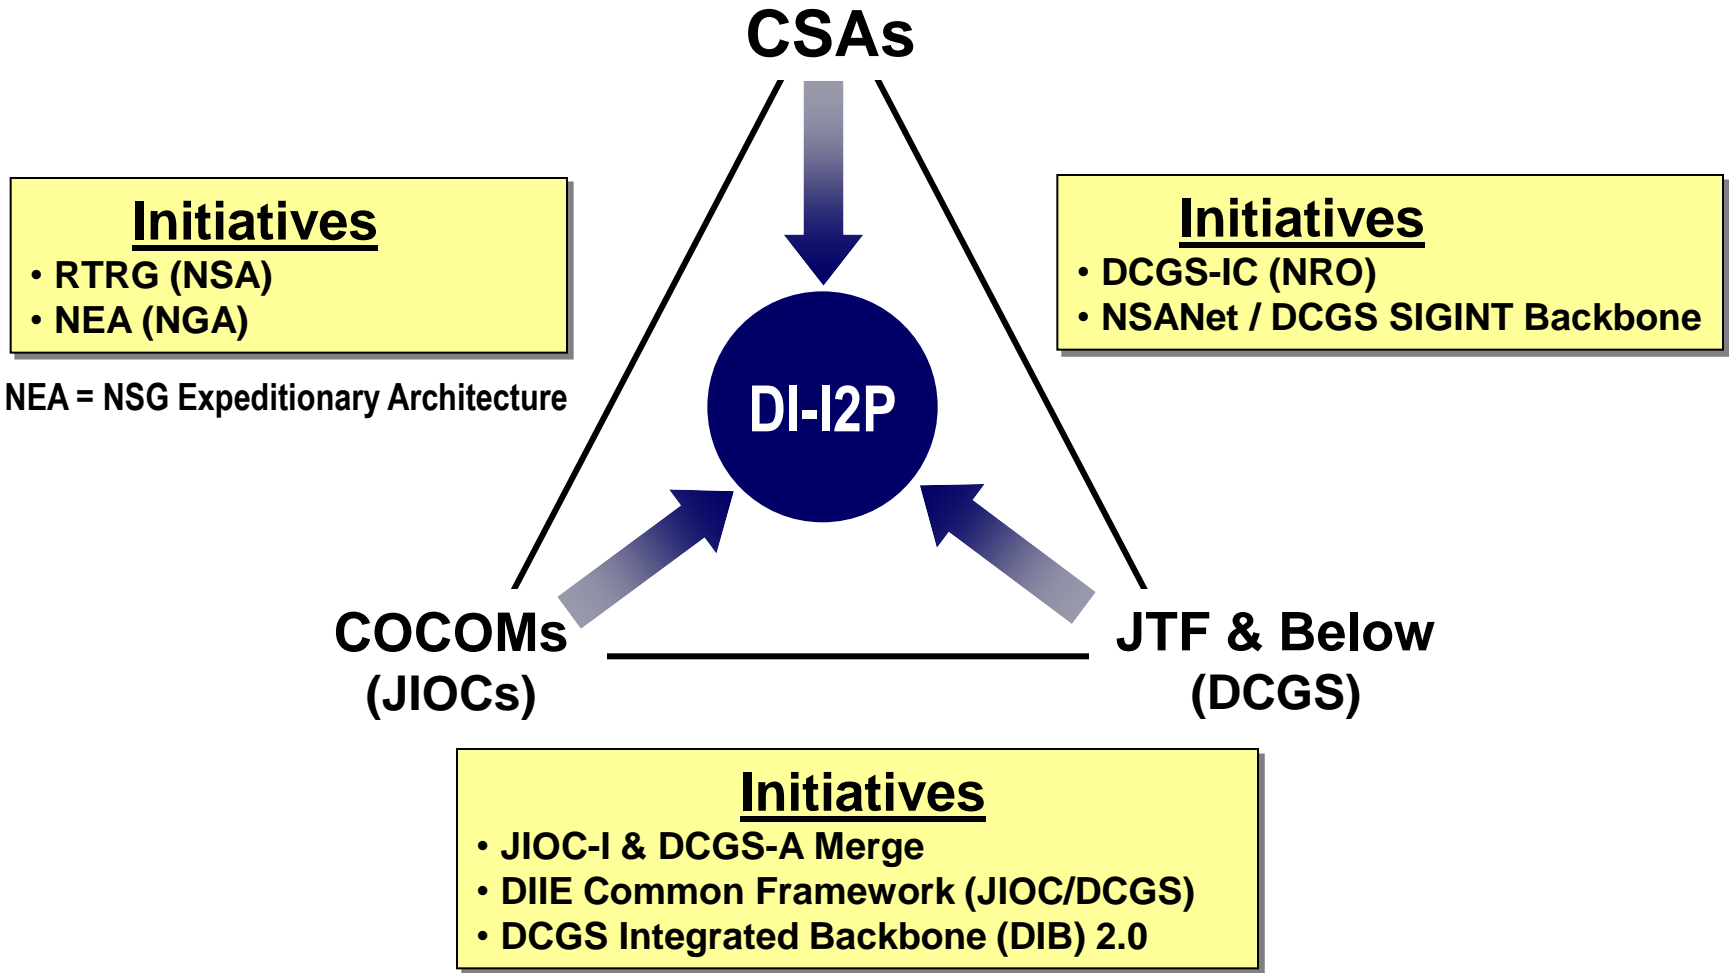 CSAs
Initiatives
• RTRG (NSA)
• NEA (NGA)
NEA = NSG Expeditionary Architecture
Initiatives
• DCGS-IC (NRO)
• NSANet / DCGS SIGINT Backbone
DI-I2P
COCOMs
(JIOCs)
JTF & Below
(DCGS)
Initiatives
• JIOC-I & DCGS-A Merge
• DIIE Common Framework (JIOC/DCGS)
• DCGS Integrated Backbone (DIB) 2.0